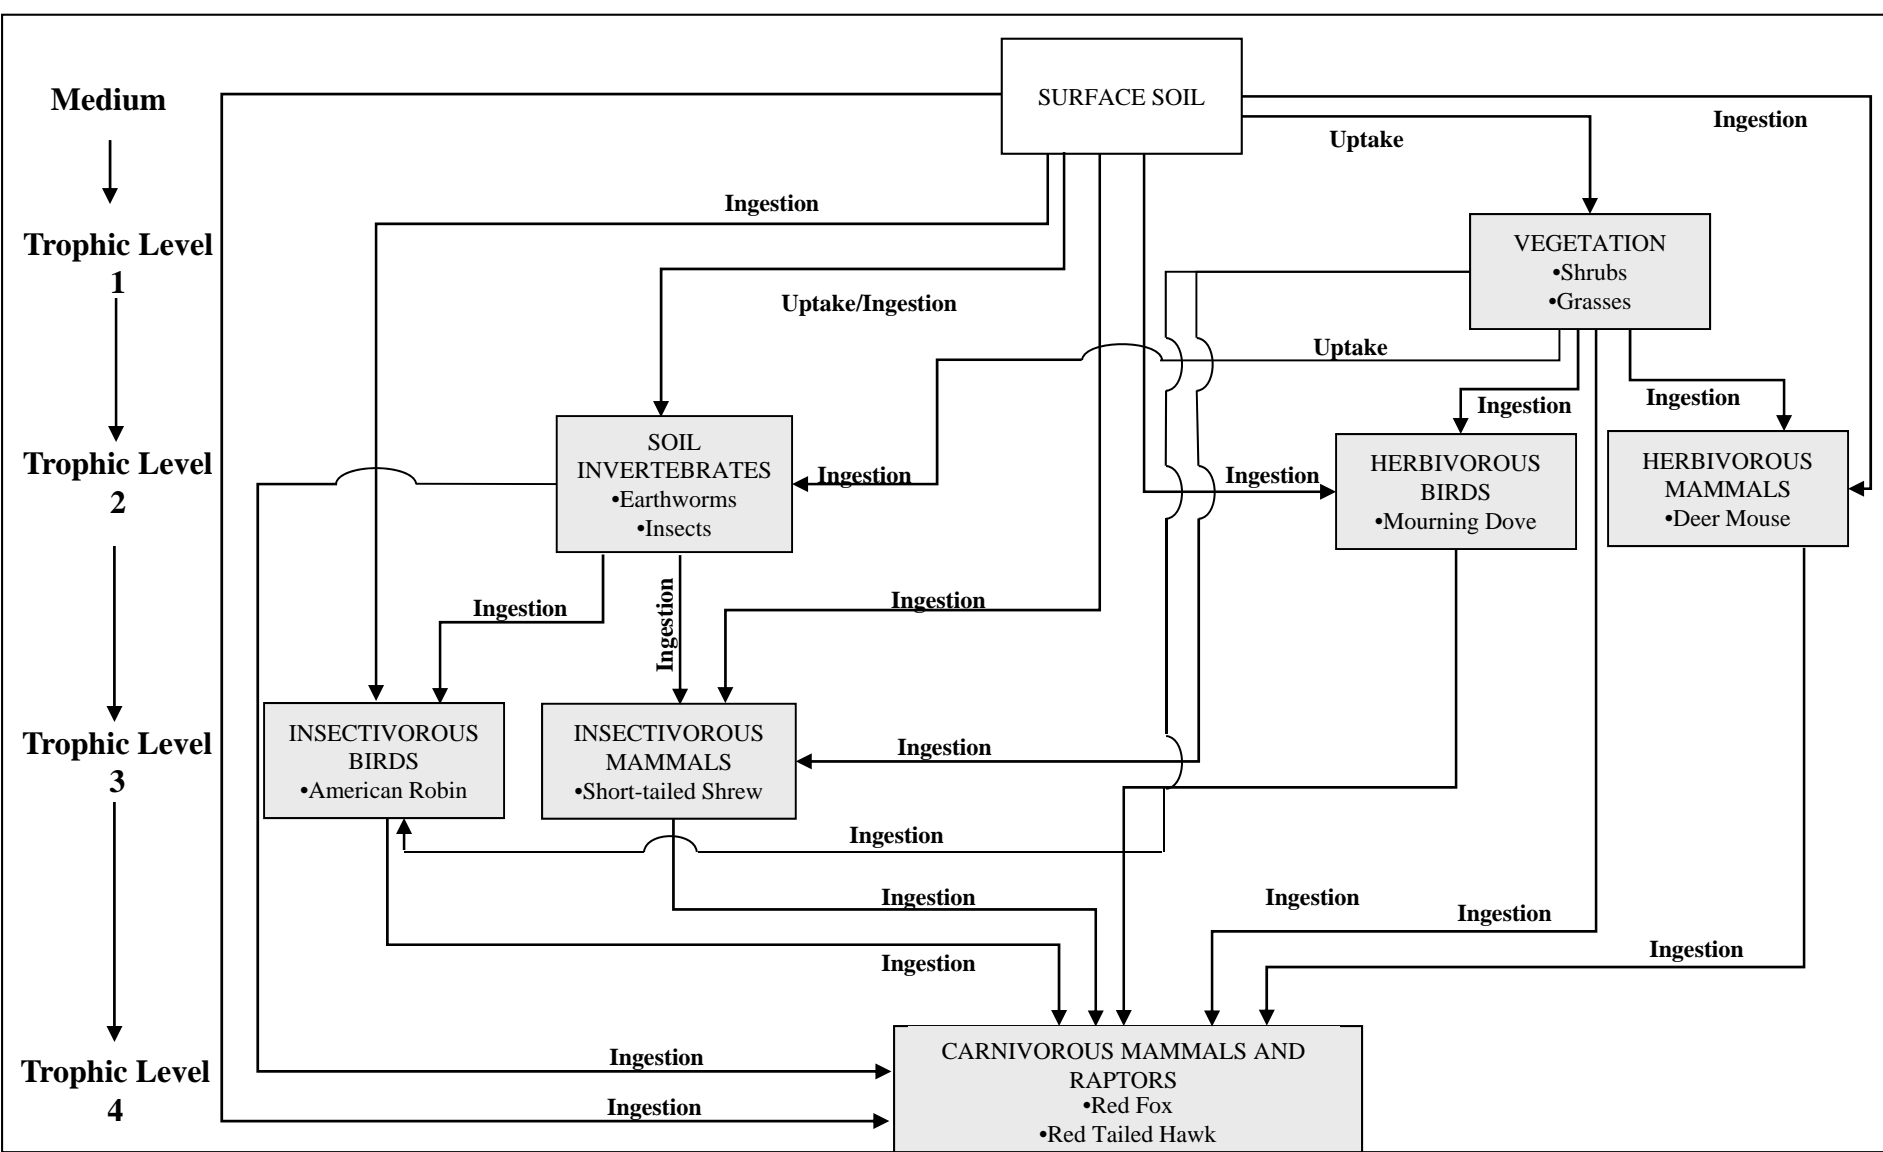 SURFACE SOIL
Medium
Ingestion
Uptake
Ingestion
Trophic Level
1
VEGETATION
•Shrubs
•Grasses
Uptake/Ingestion
Uptake
Ingestion
Ingestion
Trophic Level
2
SOIL
INVERTEBRATES
•Earthworms
•Insects
Ingestion
Ingestion
HERBIVOROUS
BIRDS
•Mourning Dove
HERBIVOROUS
MAMMALS
•Deer Mouse
Ingestion
Ingestion
Ingestion
Trophic Level
3
INSECTIVOROUS
BIRDS
•American Robin
INSECTIVOROUS
MAMMALS
•Short-tailed Shrew
Ingestion
Ingestion
Ingestion
Ingestion
Ingestion
Ingestion
Ingestion
Trophic Level
4
Ingestion
Ingestion
CARNIVOROUS MAMMALS AND
RAPTORS
•Red Fox
•Red Tailed Hawk